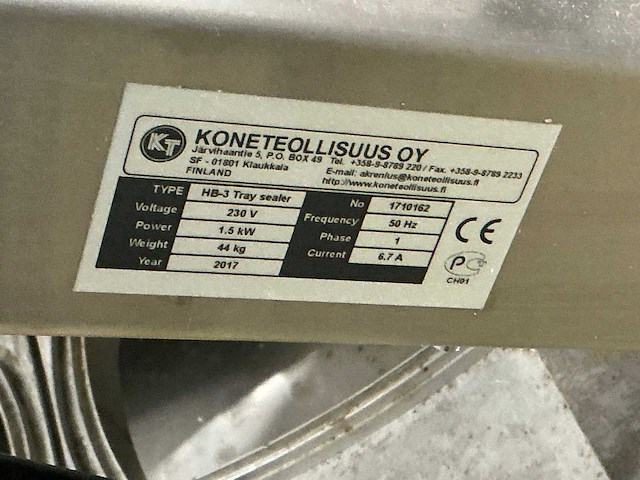 KT KONETEOLLISUUS OY
Järvihaantie 5, P.O. BOX 49 Tel. +358-9-8789 220 / Fax. +358-9-8789 2233
SF - 01801 Klaukkala E-mail: akrenius@koneteollisuus.fi
FINLAND http://www.koneteollisuus.fi
TYPE HB-3 Tray sealer No 1710162
Voltage 230 V Frequency 50 Hz
Power 1.5 kW Phase 1
Weight 44 kg Current 6.7 A
Year 2017
CE
PC
CH01